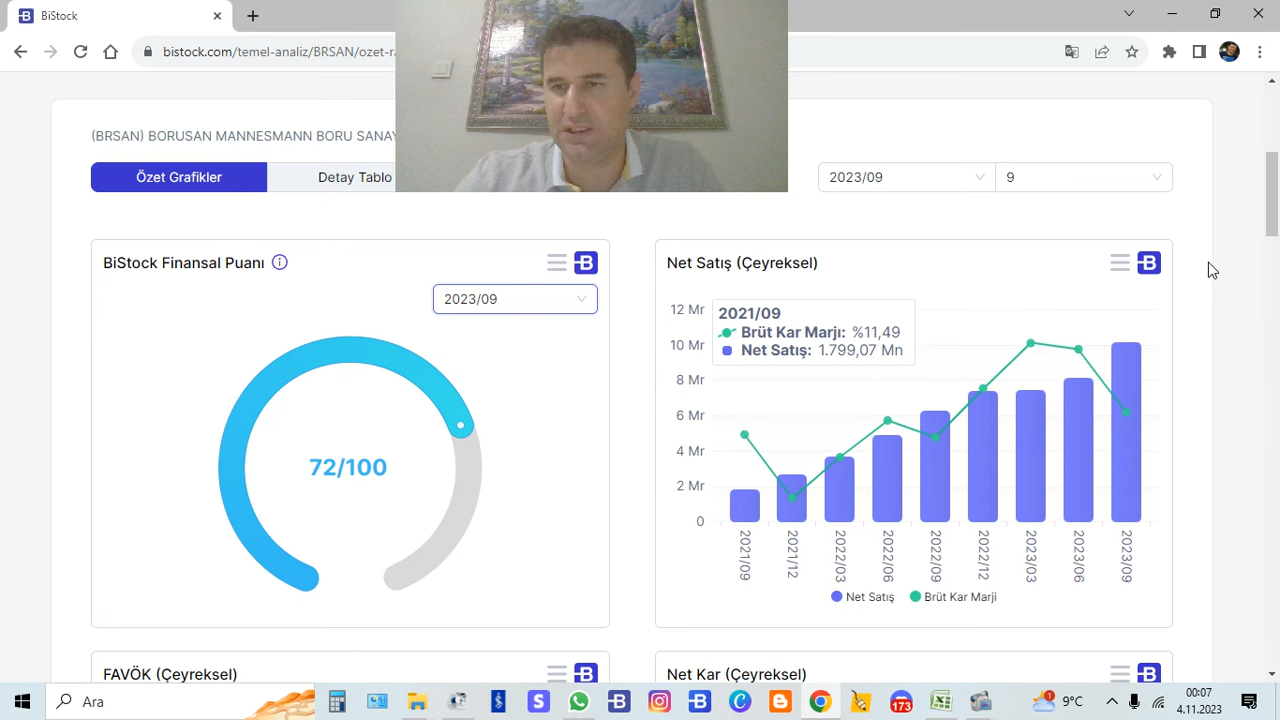 BiStock
bistock.com/temel-analiz/BRSAN/ozet-ra
(BRSAN) BORUSAN MANNESMANN BORU SANAY
Özet Grafikler
Detay Tablo
2023/09
9
BiStock Finansal Puanı
2023/09
72/100
Net Satış (Çeyreksel)
12 Mr
10 Mr
8 Mr
6 Mr
4 Mr
2 Mr
0
2021/09
Brüt Kar Marjı: %11,49
Net Satış: 1.799,07 Mn
2021/09
2021/12
2022/03
2022/06
2022/09
2022/12
2023/03
2023/06
2023/09
Net Satış
Brüt Kar Marji
FAVÖK (Çeyreksel)
Net Kar (Çeyreksel)
Ara
173
9°C
00:07
4.11.2023